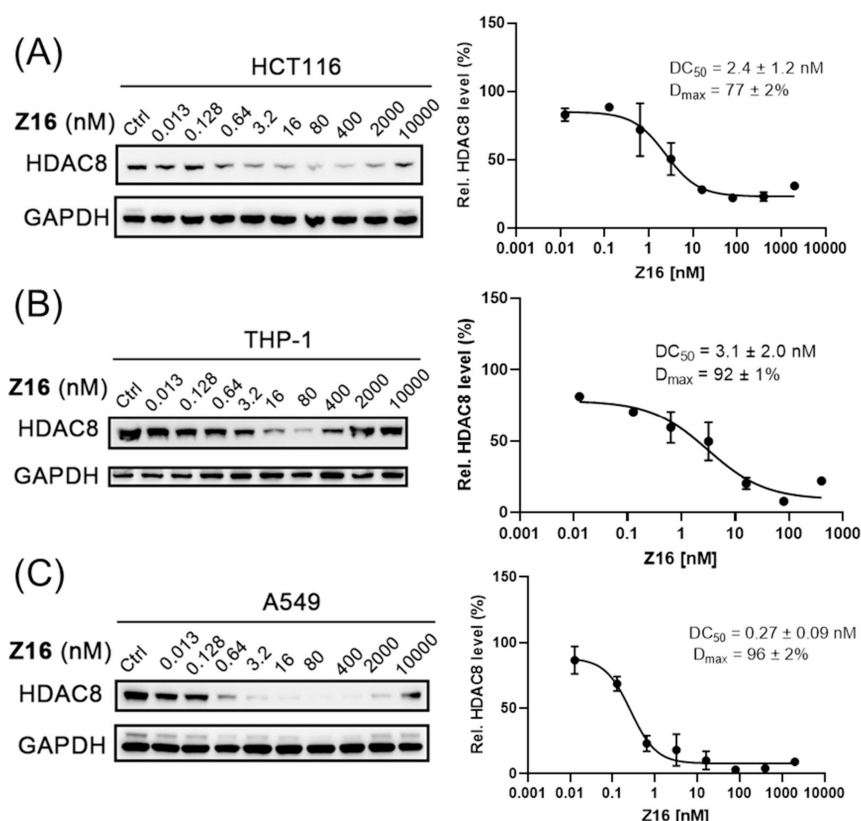 (A)
HCT116
Z16 (nM) Ctrl 0.013 0.128 0.64 3.2 16 80 400 2000 10000
HDAC8
GAPDH
Rel. HDAC8 level (%)
150
100
50
0
DC50 = 2.4 ± 1.2 nM
Dmax = 77 ± 2%
0.001 0.01 0.1 1 10 100 1000 10000
Z16 [nM]
(B)
THP-1
Z16 (nM) Ctrl 0.013 0.128 0.64 3.2 16 80 400 2000 10000
HDAC8
GAPDH
Rel. HDAC8 level (%)
150
100
50
0
DC50 = 3.1 ± 2.0 nM
Dmax = 92 ± 1%
0.001 0.01 0.1 1 10 100 1000
Z16 [nM]
(C)
A549
Z16 (nM) Ctrl 0.013 0.128 0.64 3.2 16 80 400 2000 10000
HDAC8
GAPDH
Rel. HDAC8 level (%)
150
100
50
0
DC50 = 0.27 ± 0.09 nM
Dmax = 96 ± 2%
0.001 0.01 0.1 1 10 100 1000 10000
Z16 [nM]